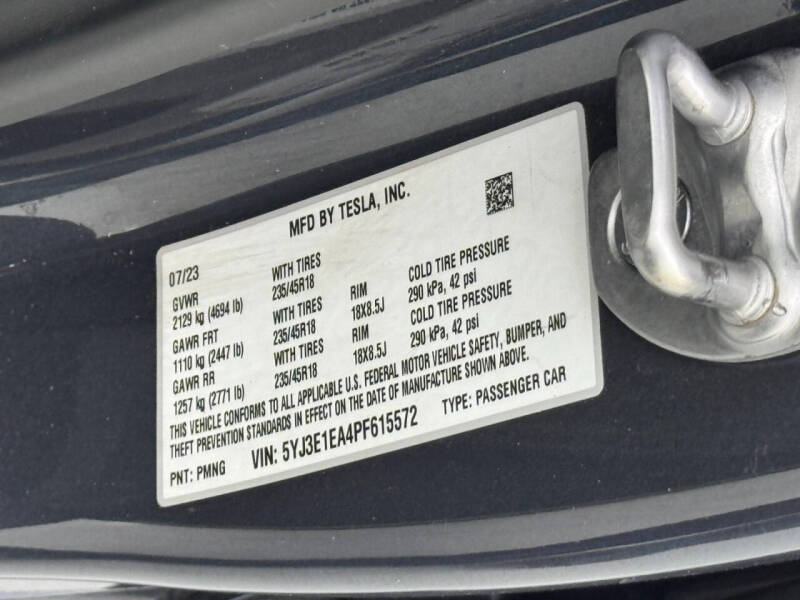 MFD BY TESLA, INC.
07/23
GVWR WITH TIRES COLD TIRE PRESSURE
2129 kg (4694 lb) 235/45R18 RIM 290 kPa, 42 psi
GAWR FRT WITH TIRES 18X8.5J COLD TIRE PRESSURE
1110 kg (2447 lb) 235/45R18 RIM 290 kPa, 42 psi
GAWR RR WITH TIRES 18X8.5J
1257 kg (2771 lb) 235/45R18
THIS VEHICLE CONFORMS TO ALL APPLICABLE U.S. FEDERAL MOTOR VEHICLE SAFETY, BUMPER, AND
THEFT PREVENTION STANDARDS IN EFFECT ON THE DATE OF MANUFACTURE SHOWN ABOVE.
PNT: PMNG VIN: 5YJ3E1EA4PF615572 TYPE: PASSENGER CAR